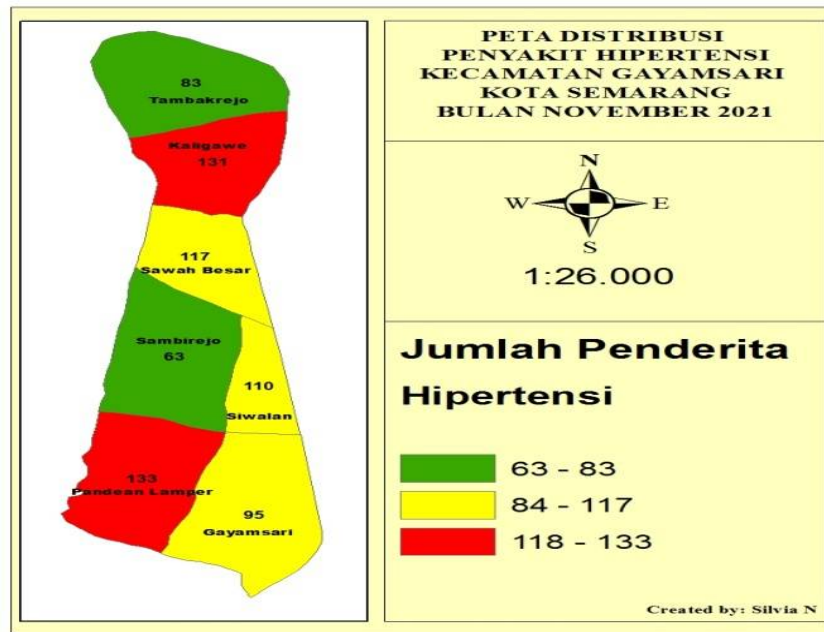 83
Tambakrejo
Kaligawe
131
117
Sawah Besar
Sambirejo
63
110
Siwalan
133
Pandean Lamper
95
Gayamsari
PETA DISTRIBUSI
PENYAKIT HIPERTENSI
KECAMATAN GAYAMSARI
KOTA SEMARANG
BULAN NOVEMBER 2021
N
W E
S
1:26.000
Jumlah Penderita
Hipertensi
63 - 83
84 - 117
118 - 133
Created by: Silvia N